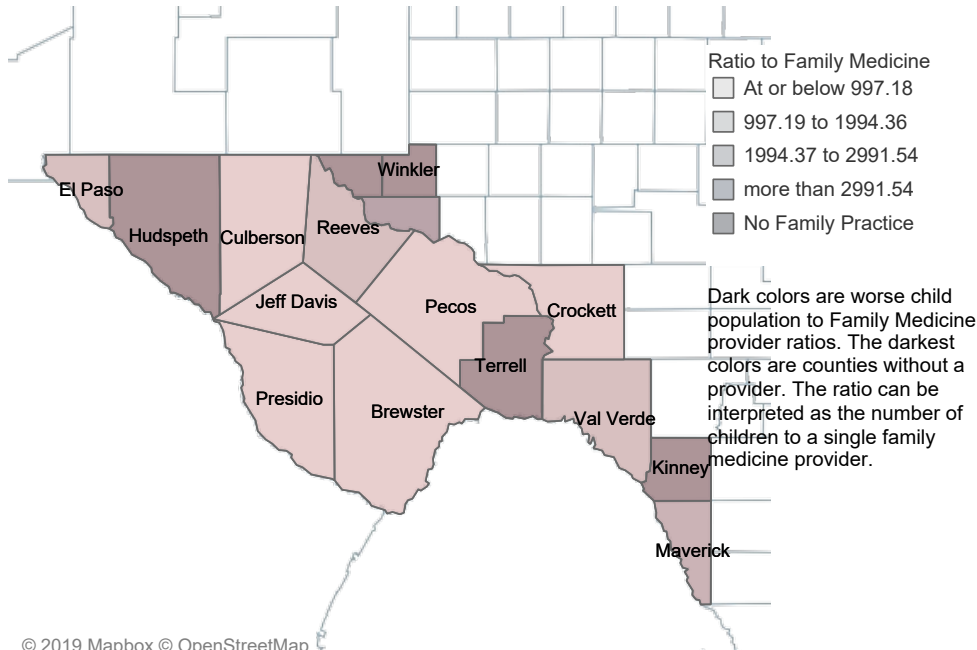 Ratio to Family Medicine
At or below 997.18
997.19 to 1994.36
1994.37 to 2991.54
more than 2991.54
No Family Practice
Winkler
El Paso
Hudspeth
Culberson
Reeves
Jeff Davis
Pecos
Crockett
Terrell
Presidio
Brewster
Val Verde
Kinney
Maverick
Dark colors are worse child
population to Family Medicine
provider ratios. The darkest
colors are counties without a
provider. The ratio can be
interpreted as the number of
children to a single family
medicine provider.
© 2019 Mapbox © OpenStreetMap